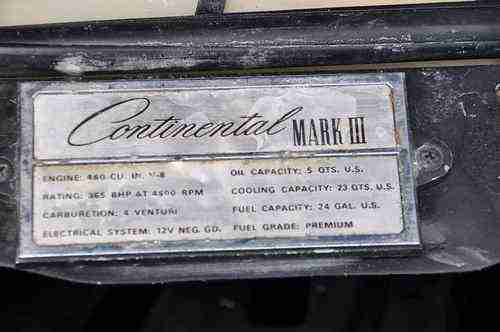 Continental MARK III
ENGINE: 460 CU. IN. V-8
RATING: 365 BHP AT 4500 RPM
CARBURETION: 4 VENTURI
ELECTRICAL SYSTEM: 12V NEG. GD.
OIL CAPACITY: 5 QTS. U.S.
COOLING CAPACITY: 23 QTS. U.S.
FUEL CAPACITY: 24 GAL. U.S.
FUEL GRADE: PREMIUM